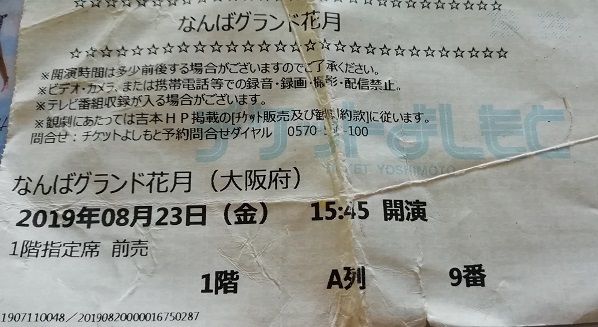 なんばグランド花月
☆☆☆☆☆☆☆☆☆☆☆☆☆☆☆☆☆☆☆☆☆☆☆☆☆☆
※開演時間は多少前後する場合がございますのでご了承ください。
※ビデオ・カメラ、または携帯電話等での録音・録画・撮影・配信禁止。
※テレビ番組収録が入る場合がございます。
※観劇にあたっては吉本HP掲載の[チケット販売及び観劇約款]に従います。
問合せ：チケットよしもと予約問合せダイヤル 0570 100
チケットよしもと
TICKET YOSHIMOTO
なんばグランド花月（大阪府）
2019年08月23日（金） 15:45 開演
1階指定席 前売
1階 A列 9番
1907110048／20190820000016750287